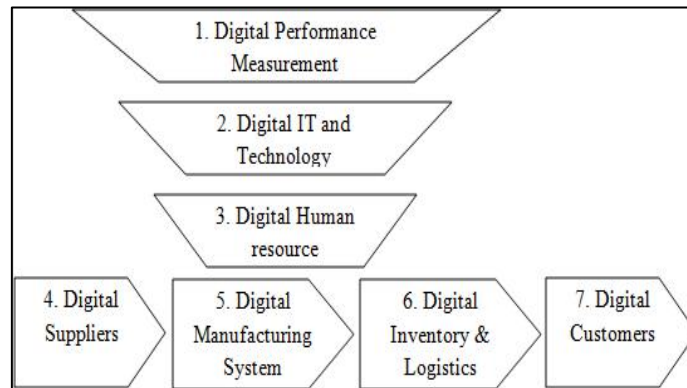 1. Digital Performance
Measurement
2. Digital IT and
Technology
3. Digital Human
resource
4. Digital
Suppliers
5. Digital
Manufacturing
System
6. Digital
Inventory &
Logistics
7. Digital
Customers